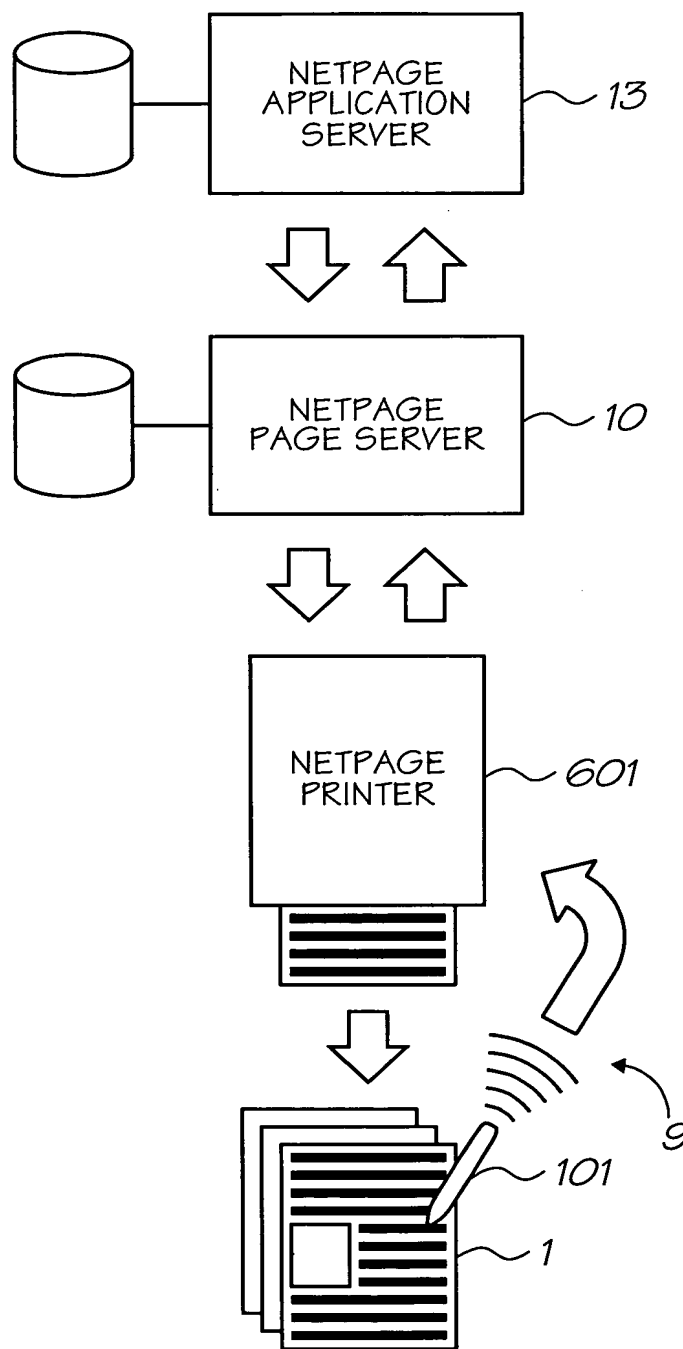 NETPAGE
APPLICATION
SERVER
13
NETPAGE
PAGE SERVER
10
NETPAGE
PRINTER
601
9
101
1